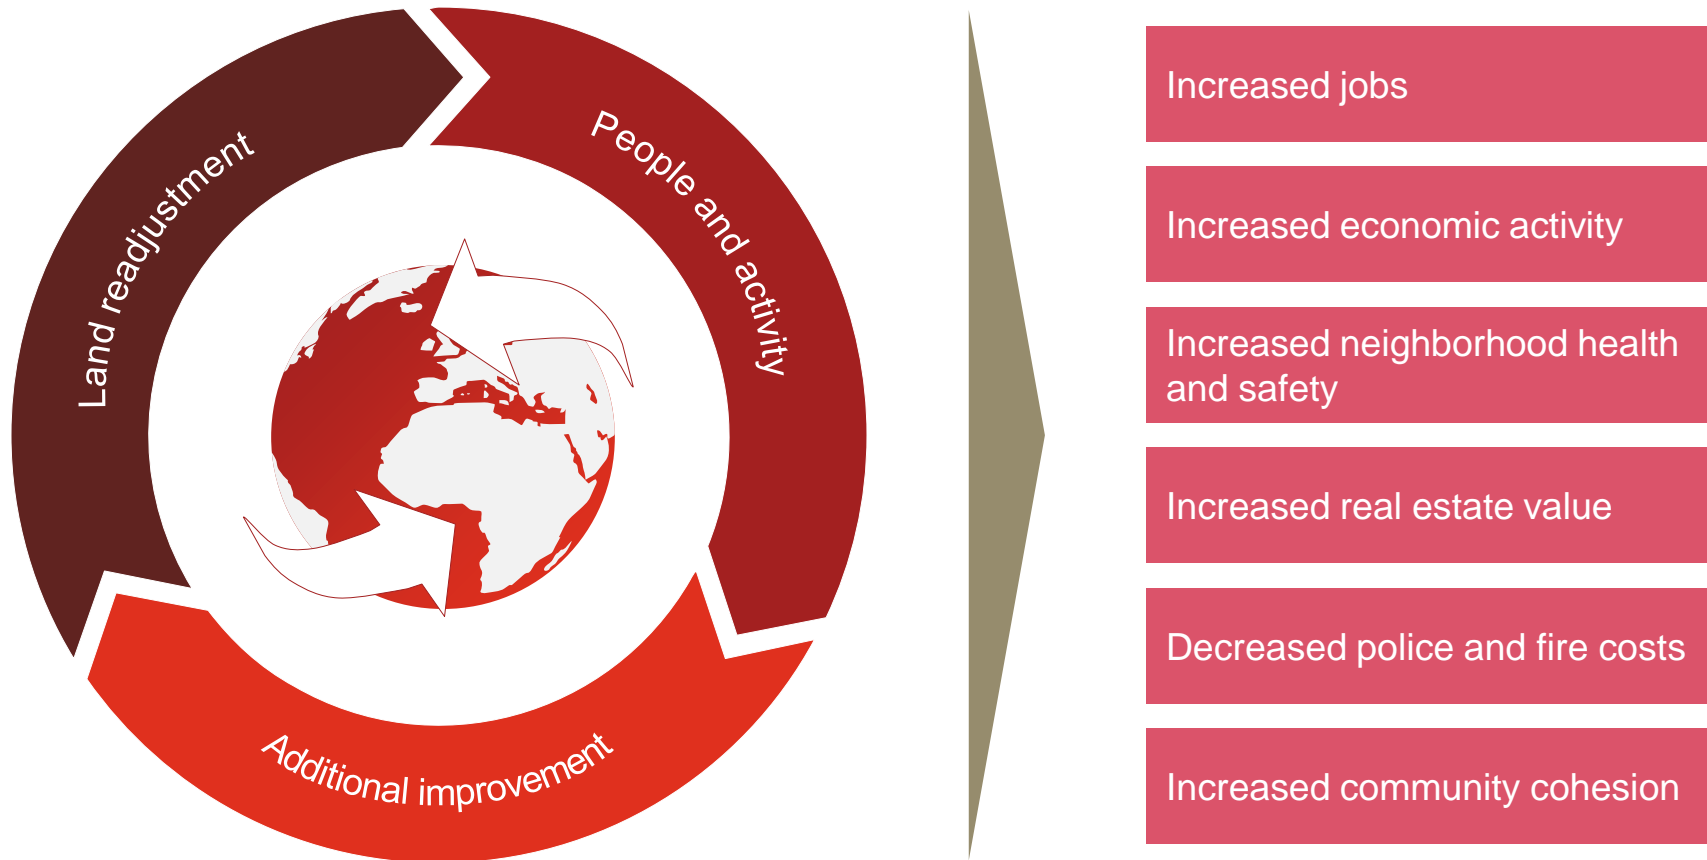 Land readjustment
People and activity
Additional improvement
Increased jobs
Increased economic activity
Increased neighborhood health
and safety
Increased real estate value
Decreased police and fire costs
Increased community cohesion